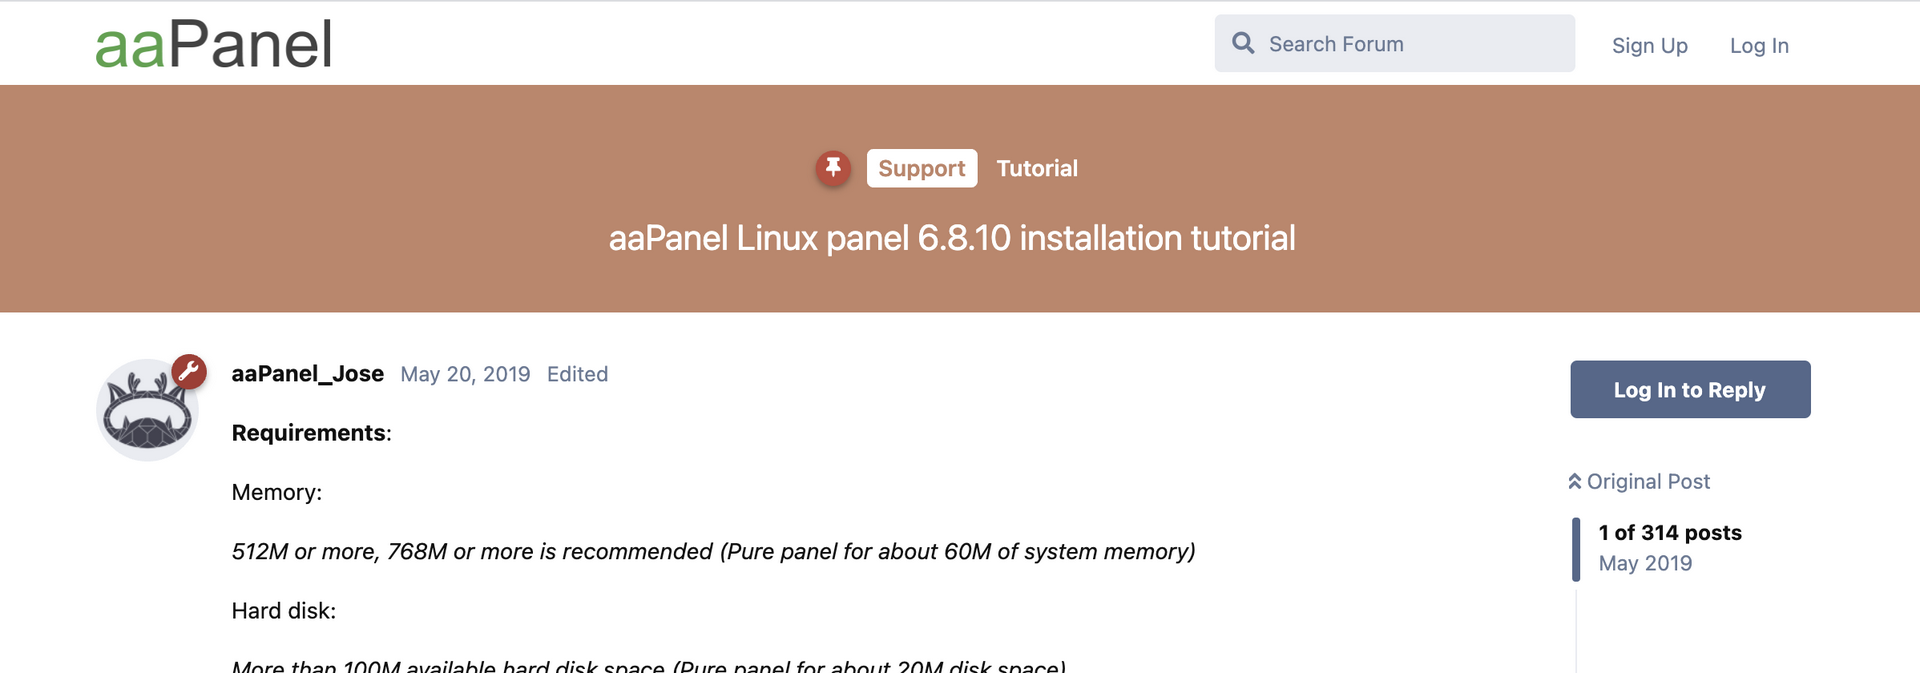 aaPanel
Search Forum
Sign Up
Log In
Support
Tutorial
aaPanel Linux panel 6.8.10 installation tutorial
aaPanel_Jose May 20, 2019 Edited
Log In to Reply
Requirements:
Memory:
512M or more, 768M or more is recommended (Pure panel for about 60M of system memory)
Hard disk:
More than 100M available hard disk space (Pure panel for about 20M disk space)
Original Post
1 of 314 posts
May 2019